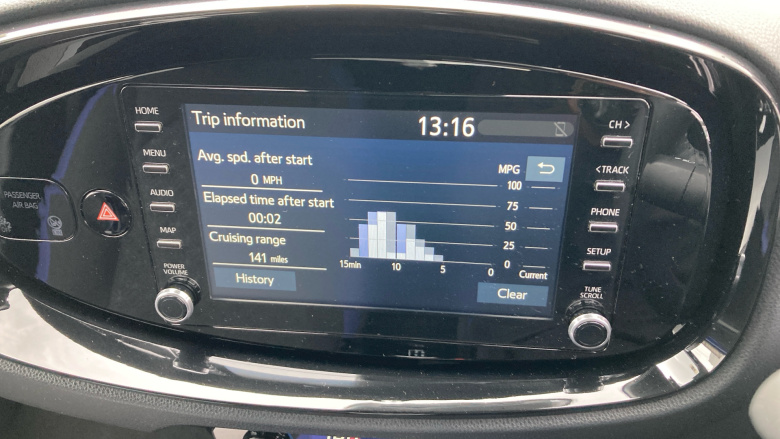 HOME
MENU
AUDIO
MAP
POWER
VOLUME
PASSENGER
AIR BAG
Trip information
13:16
Avg. spd. after start
0 MPH
Elapsed time after start
00:02
Cruising range
141 miles
History
MPG
100
75
50
25
0
15min
10
5
0
Current
Clear
CH >
< TRACK
PHONE
SETUP
TUNE
SCROLL